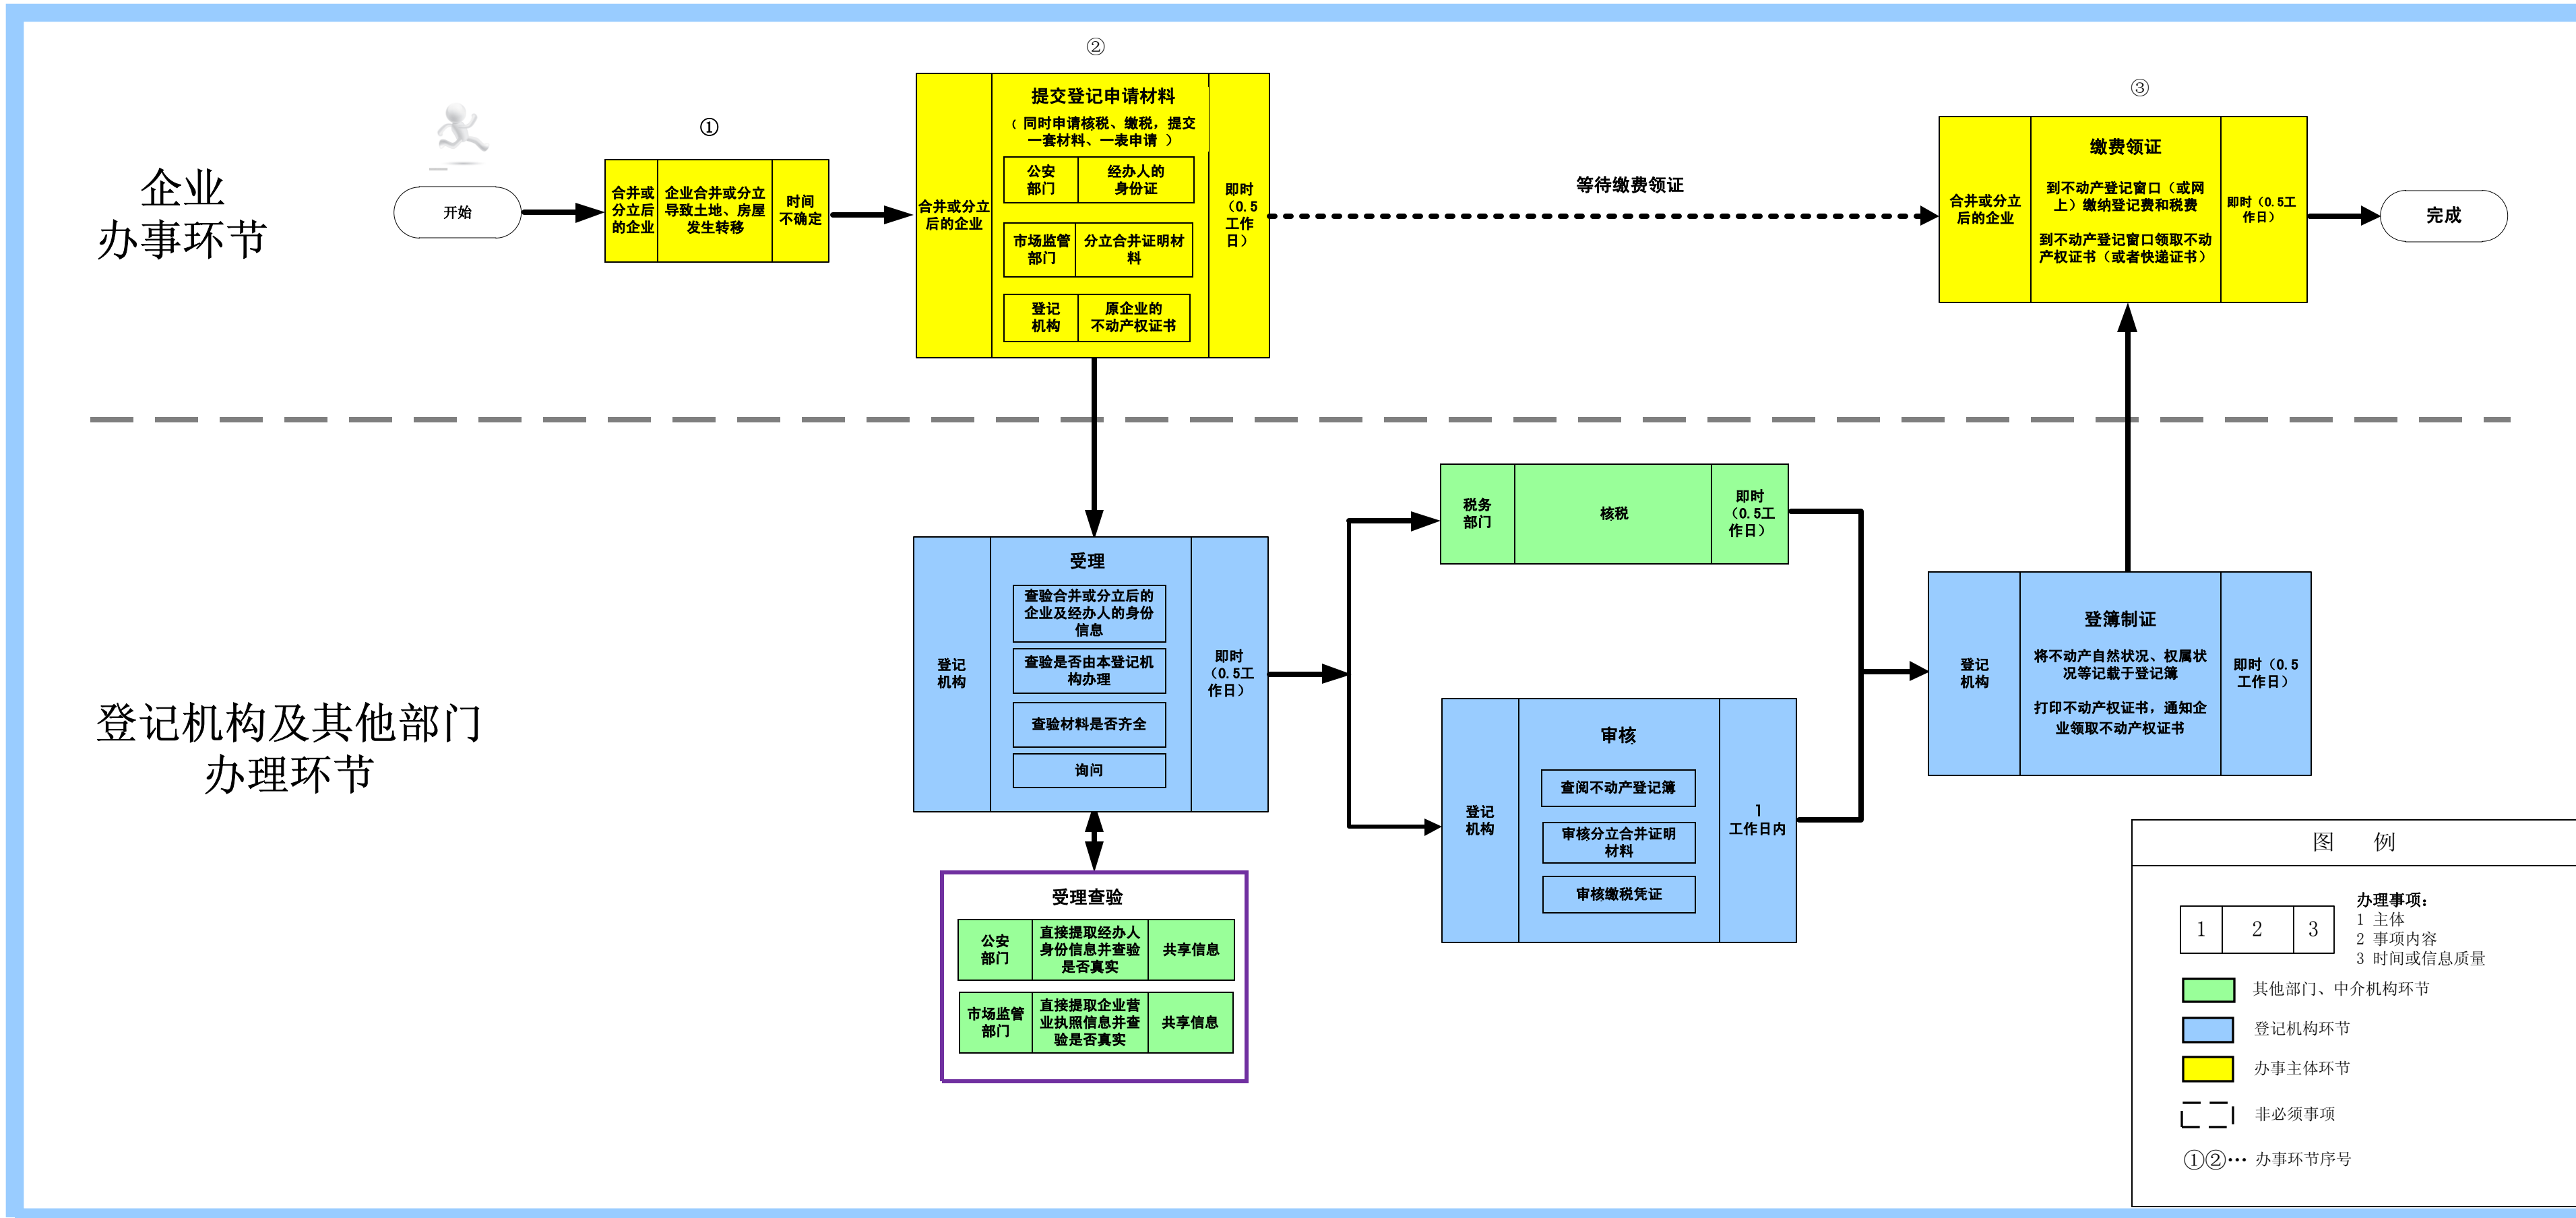 企业
办事环节
开始
①
合并或
分立后
的企业
企业合并或分立
导致土地、房屋
发生转移
时间
不确定
②
合并或分立
后的企业
提交登记申请材料
（ 同时申请核税、缴税，提交
一套材料、一表申请 ）
公安
部门
经办人的
身份证
市场监管
部门
分立合并证明材
料
登记
机构
原企业的
不动产权证书
即时
（0.5
工作
日）
等待缴费领证
③
合并或分立
后的企业
缴费领证
到不动产登记窗口（或网
上）缴纳登记费和税费
到不动产登记窗口领取不动
产权证书（或者快递证书）
即时（0.5工
作日）
完成
登记机构及其他部门
办理环节
登记
机构
受理
查验合并或分立后的
企业及经办人的身份
信息
查验是否由本登记机
构办理
查验材料是否齐全
询问
即时
（0.5工
作日）
受理查验
公安
部门
直接提取经办人
身份信息并查验
是否真实
共享信息
市场监管
部门
直接提取企业营
业执照信息并查
验是否真实
共享信息
税务
部门
核税
即时
（0.5工
作日）
登记
机构
审核
查阅不动产登记簿
审核分立合并证明
材料
审核缴税凭证
1
工作日内
登记
机构
登簿制证
将不动产自然状况、权属状
况等记载于登记簿
打印不动产权证书，通知企
业领取不动产权证书
即时（0.5
工作日）
图 例
1 2 3
办理事项：
1 主体
2 事项内容
3 时间或信息质量
其他部门、中介机构环节
登记机构环节
办事主体环节
非必须事项
①②… 办事环节序号